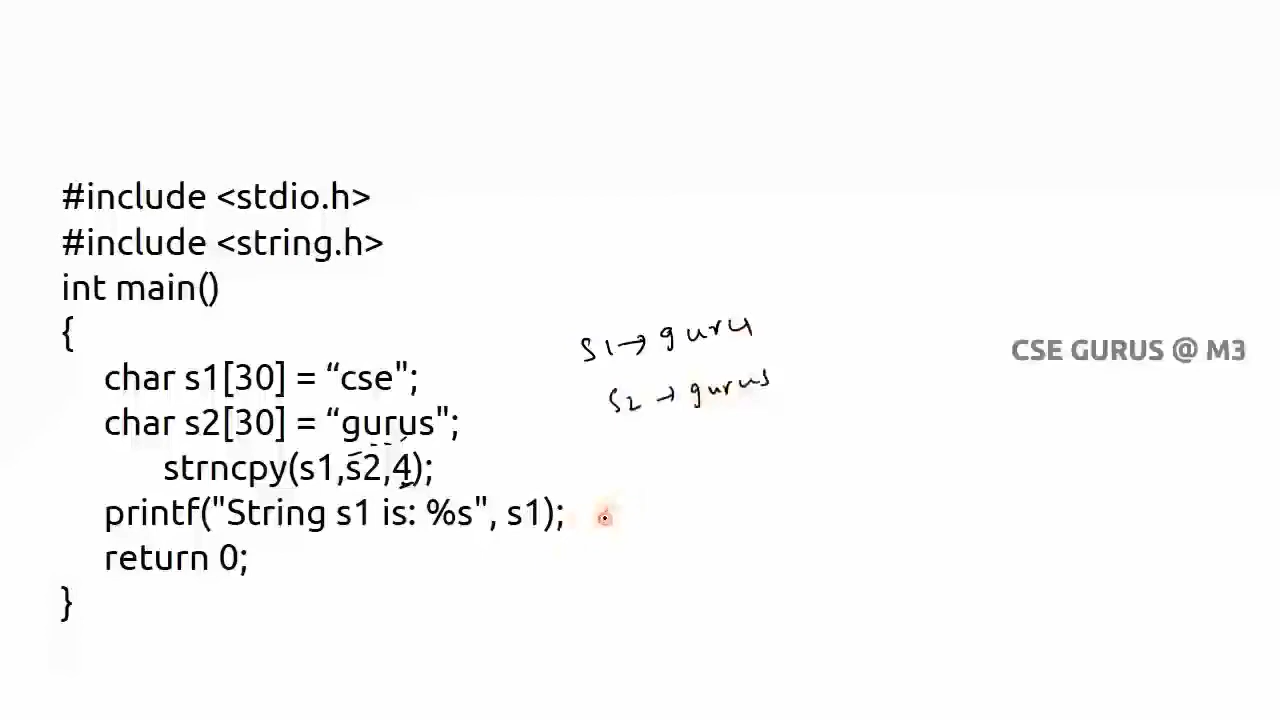 #include <stdio.h>
#include <string.h>
int main()
{
char s1[30] = “cse";
char s2[30] = “gurus";
strncpy(s1,s2,4);
printf("String s1 is: %s", s1);
return 0;
}
s1→guru
s2→gurus
CSE GURUS @ M3